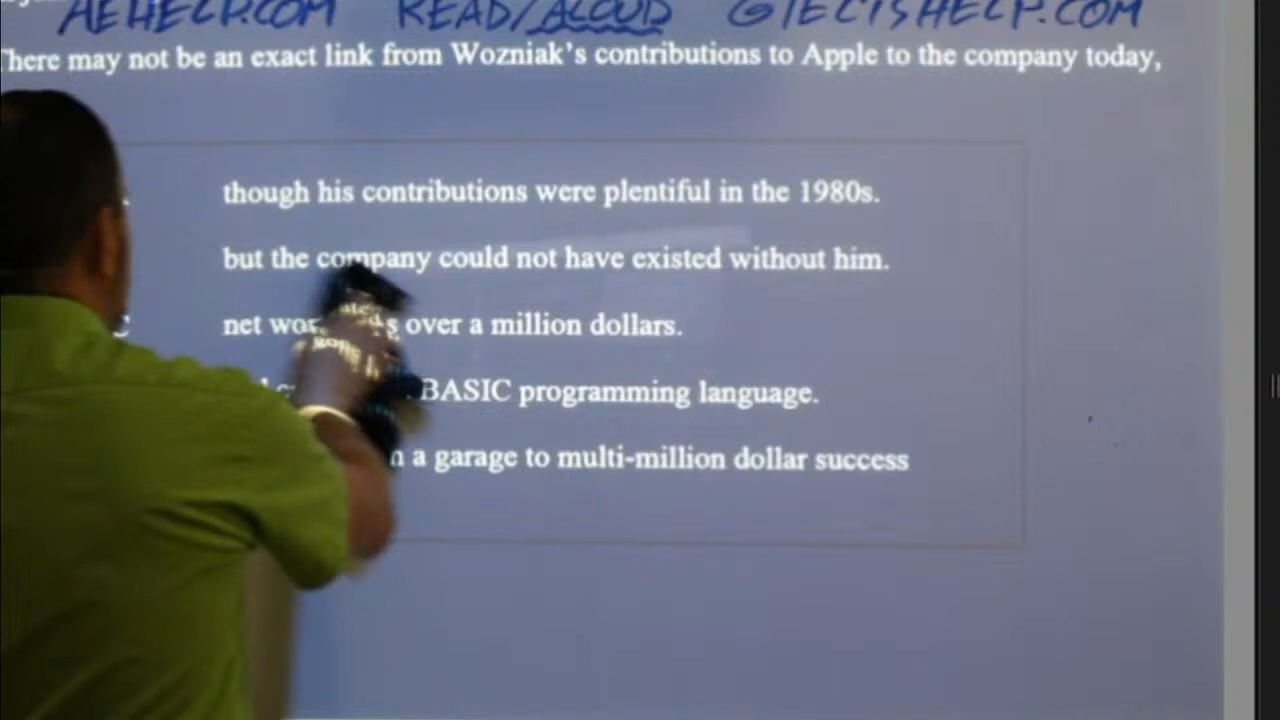 AEHELP.COM READ/ALOUD GIELTSHELP.COM
There may not be an exact link from Wozniak's contributions to Apple to the company today,
though his contributions were plentiful in the 1980s.
but the company could not have existed without him.
C net over a million dollars.
BASIC programming language.
a garage to multi-million dollar success